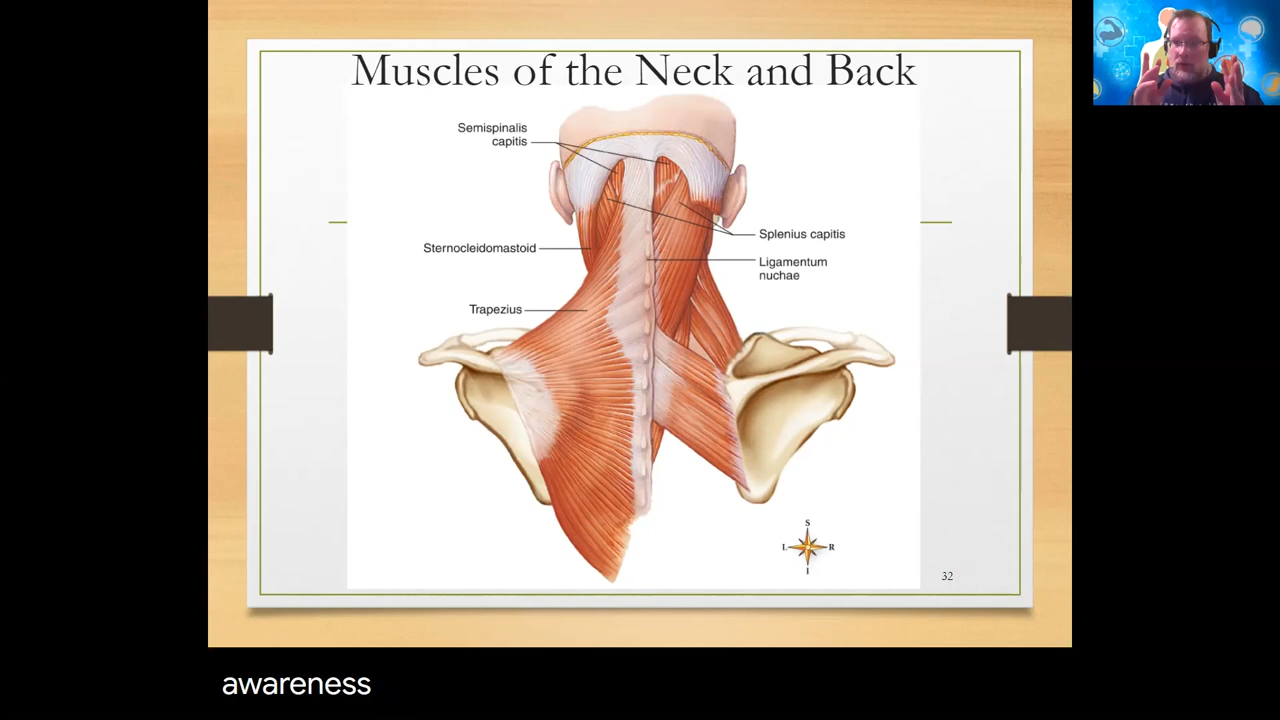 Muscles of the Neck and Back
Semispinalis
capitis
Sternocleidomastoid
Splenius capitis
Ligamentum
nuchae
Trapezius
S
L R
I
32
awareness